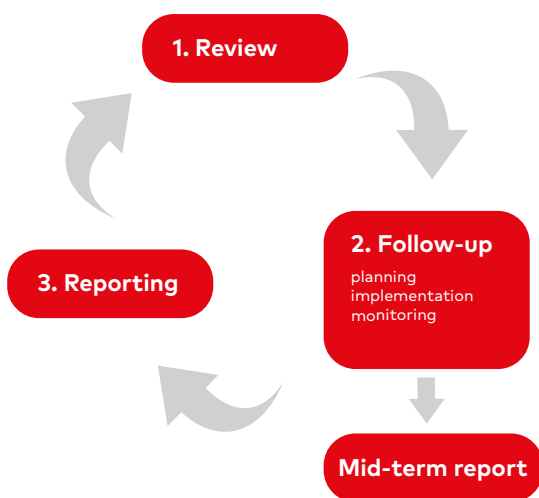 1. Review
2. Follow-up
planning
implementation
monitoring
3. Reporting
Mid-term report